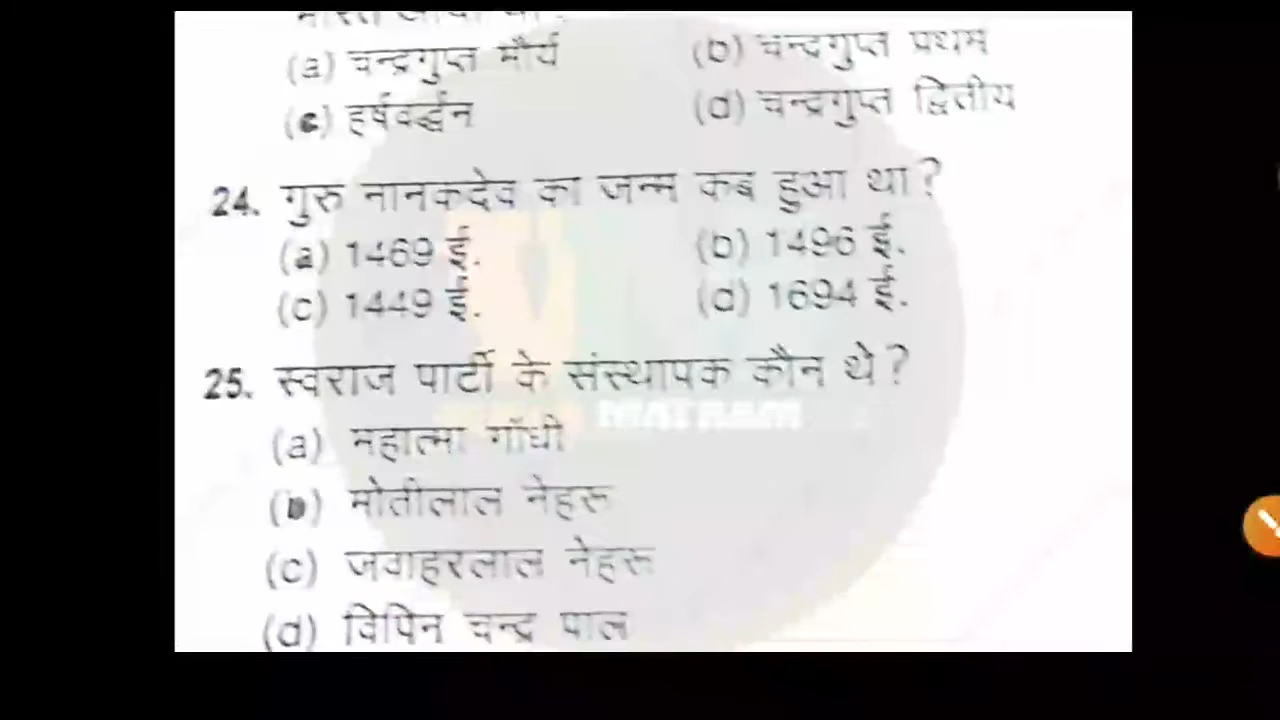 (a) चन्द्रगुप्त मौर्य (b) चन्द्रगुप्त प्रथम
(c) हर्षवर्द्धन (d) चन्द्रगुप्त द्वितीय
24. गुरु नानकदेव का जन्म कब हुआ था?
(a) 1469 ई. (b) 1496 ई.
(c) 1449 ई. (d) 1694 ई.
25. स्वराज पार्टी के संस्थापक कौन थे?
MATRAM
(a) महात्मा गाँधी
(b) मोतीलाल नेहरू
(c) जवाहरलाल नेहरू
(d) विपिन चन्द्र पाल